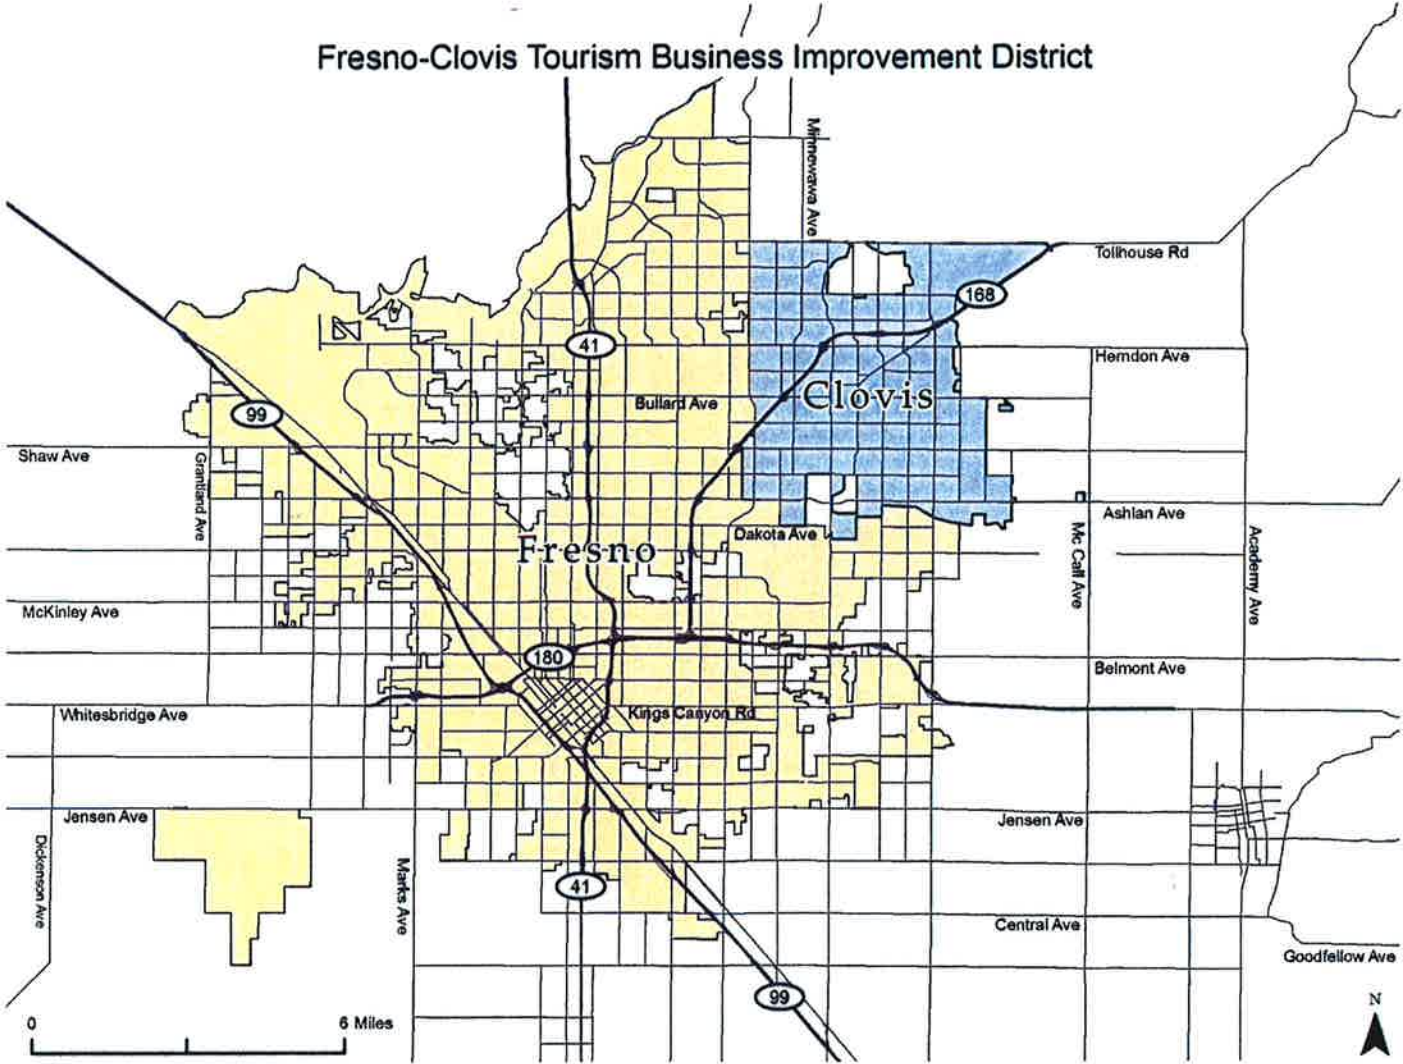 Fresno-Clovis Tourism Business Improvement District
Minnewawa Ave
Tollhouse Rd
168
41
Herndon Ave
Clovis
Bullard Ave
99
Shaw Ave
Grantland Ave
Ashlan Ave
Dakota Ave
Fresno
Mc Call Ave
Academy Ave
McKinley Ave
180
Belmont Ave
Whitesbridge Ave
Kings Canyon Rd
Jensen Ave
Jensen Ave
Dickenson Ave
Marks Ave
41
Central Ave
Goodfellow Ave
99
N
0
6 Miles